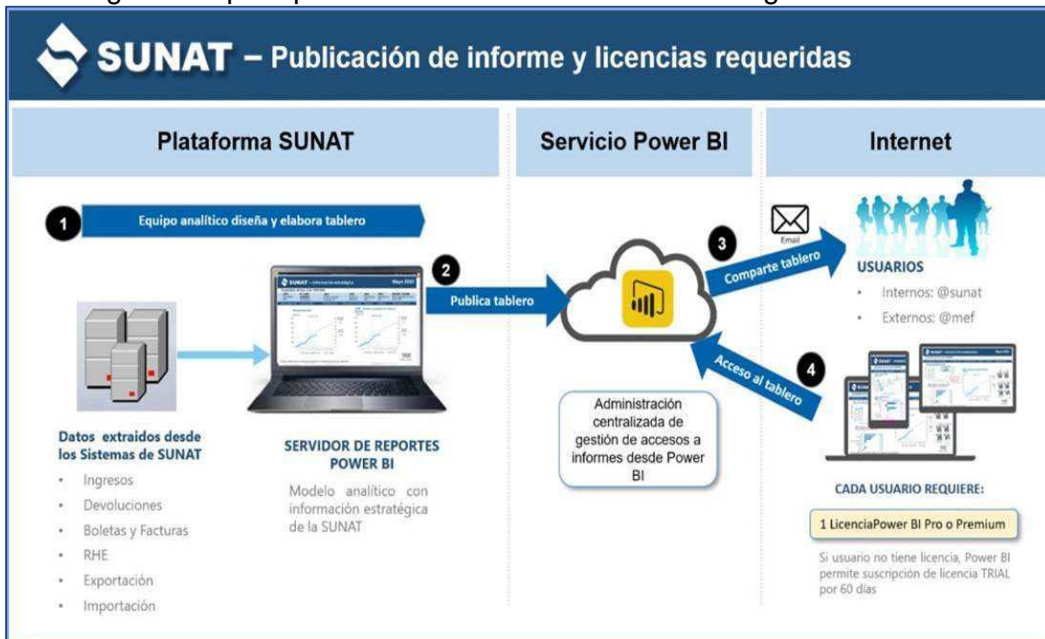 SUNAT – Publicación de informe y licencias requeridas
Plataforma SUNAT
Servicio Power BI
Internet
1
Equipo analítico diseña y elabora tablero
2
Publica tablero
3
Comparte tablero
Email
4
Acceso al tablero
Datos extraidos desde
los Sistemas de SUNAT
• Ingresos
• Devoluciones
• Boletas y Facturas
• RHE
• Exportación
• Importación
SUNAT
Mayo 2020
SERVIDOR DE REPORTES
POWER BI
Modelo analítico con
información estratégica
de la SUNAT
Administración
centralizada de
gestión de accesos a
informes desde Power
BI
USUARIOS
• Internos: @sunat
• Externos: @mef
CADA USUARIO REQUIERE:
1 LicenciaPower BI Pro o Premium
Si usuario no tiene licencia, Power BI
permite suscripción de licencia TRIAL
por 60 días